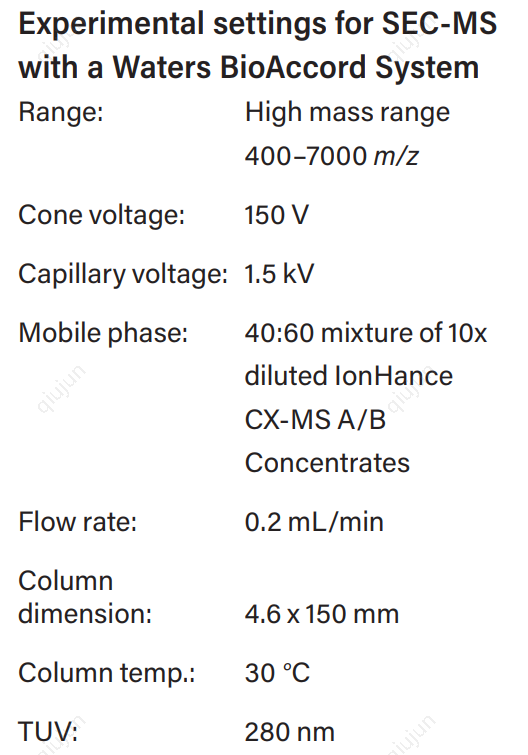 Experimental settings for SEC-MS
with a Waters BioAccord System
Range: High mass range
400–7000 m/z
Cone voltage: 150 V
Capillary voltage: 1.5 kV
Mobile phase: 40:60 mixture of 10x
diluted IonHance
CX-MS A/B
Concentrates
Flow rate: 0.2 mL/min
Column
dimension: 4.6 x 150 mm
Column temp.: 30 °C
TUV: 280 nm
qiujun
qiujun
qiujun
qiujun
qiujun
qiujun